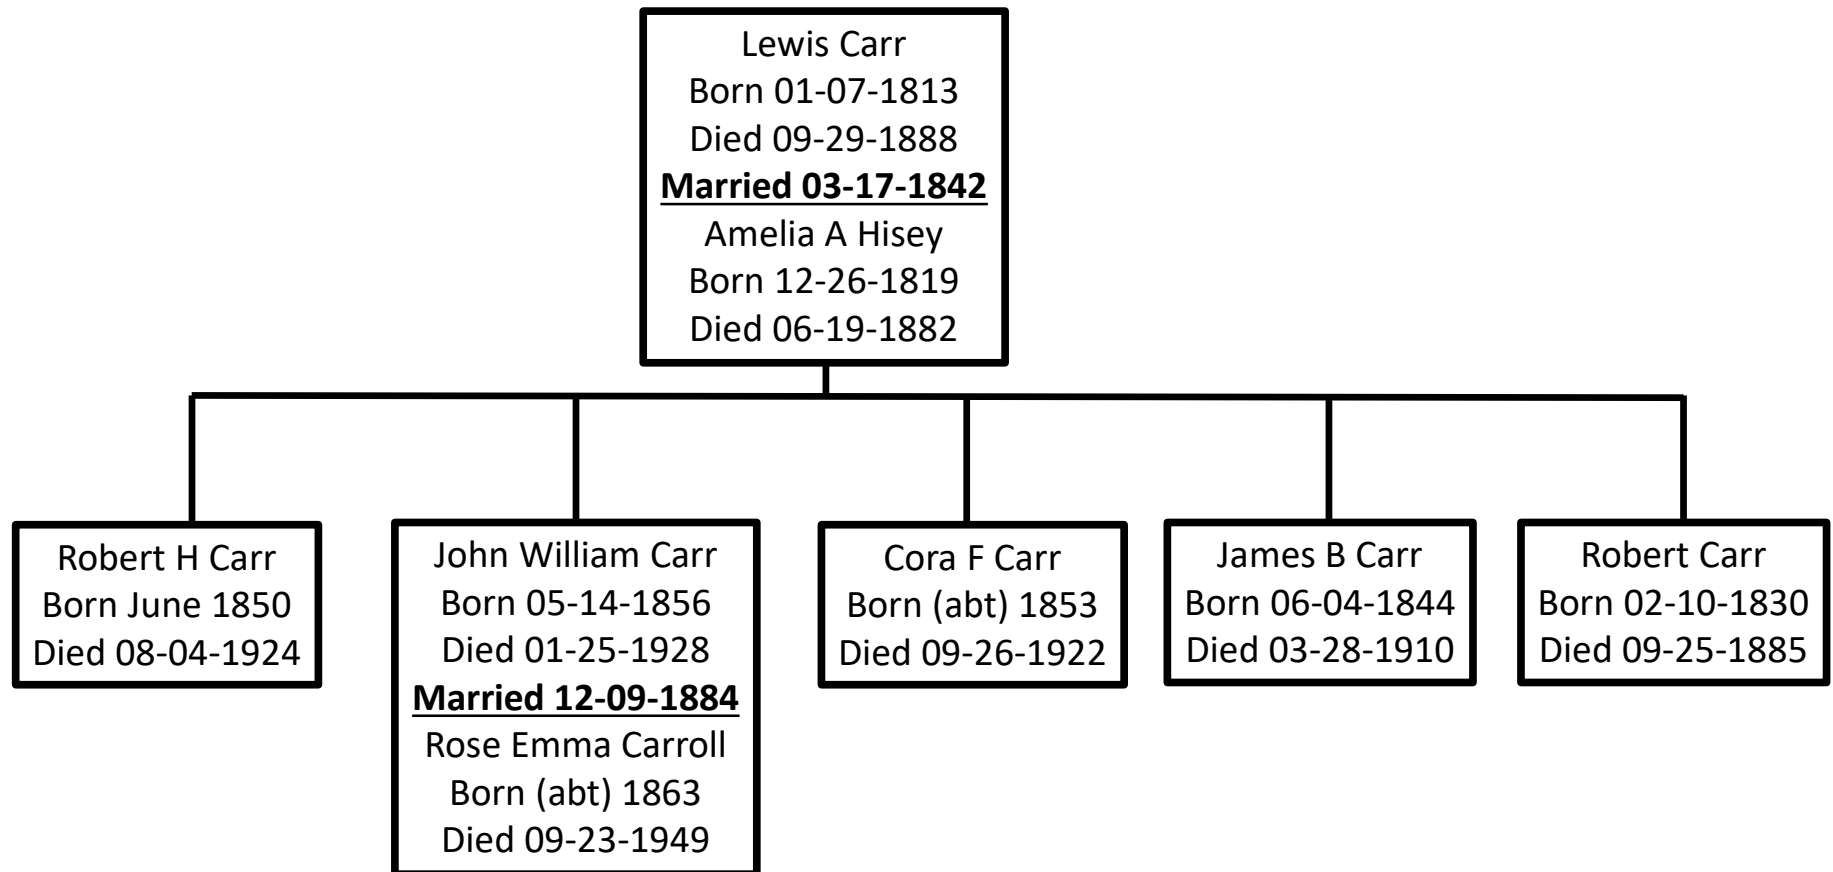 Lewis Carr
Born 01-07-1813
Died 09-29-1888
Married 03-17-1842
Amelia A Hisey
Born 12-26-1819
Died 06-19-1882
Robert H Carr
Born June 1850
Died 08-04-1924
John William Carr
Born 05-14-1856
Died 01-25-1928
Married 12-09-1884
Rose Emma Carroll
Born (abt) 1863
Died 09-23-1949
Cora F Carr
Born (abt) 1853
Died 09-26-1922
James B Carr
Born 06-04-1844
Died 03-28-1910
Robert Carr
Born 02-10-1830
Died 09-25-1885